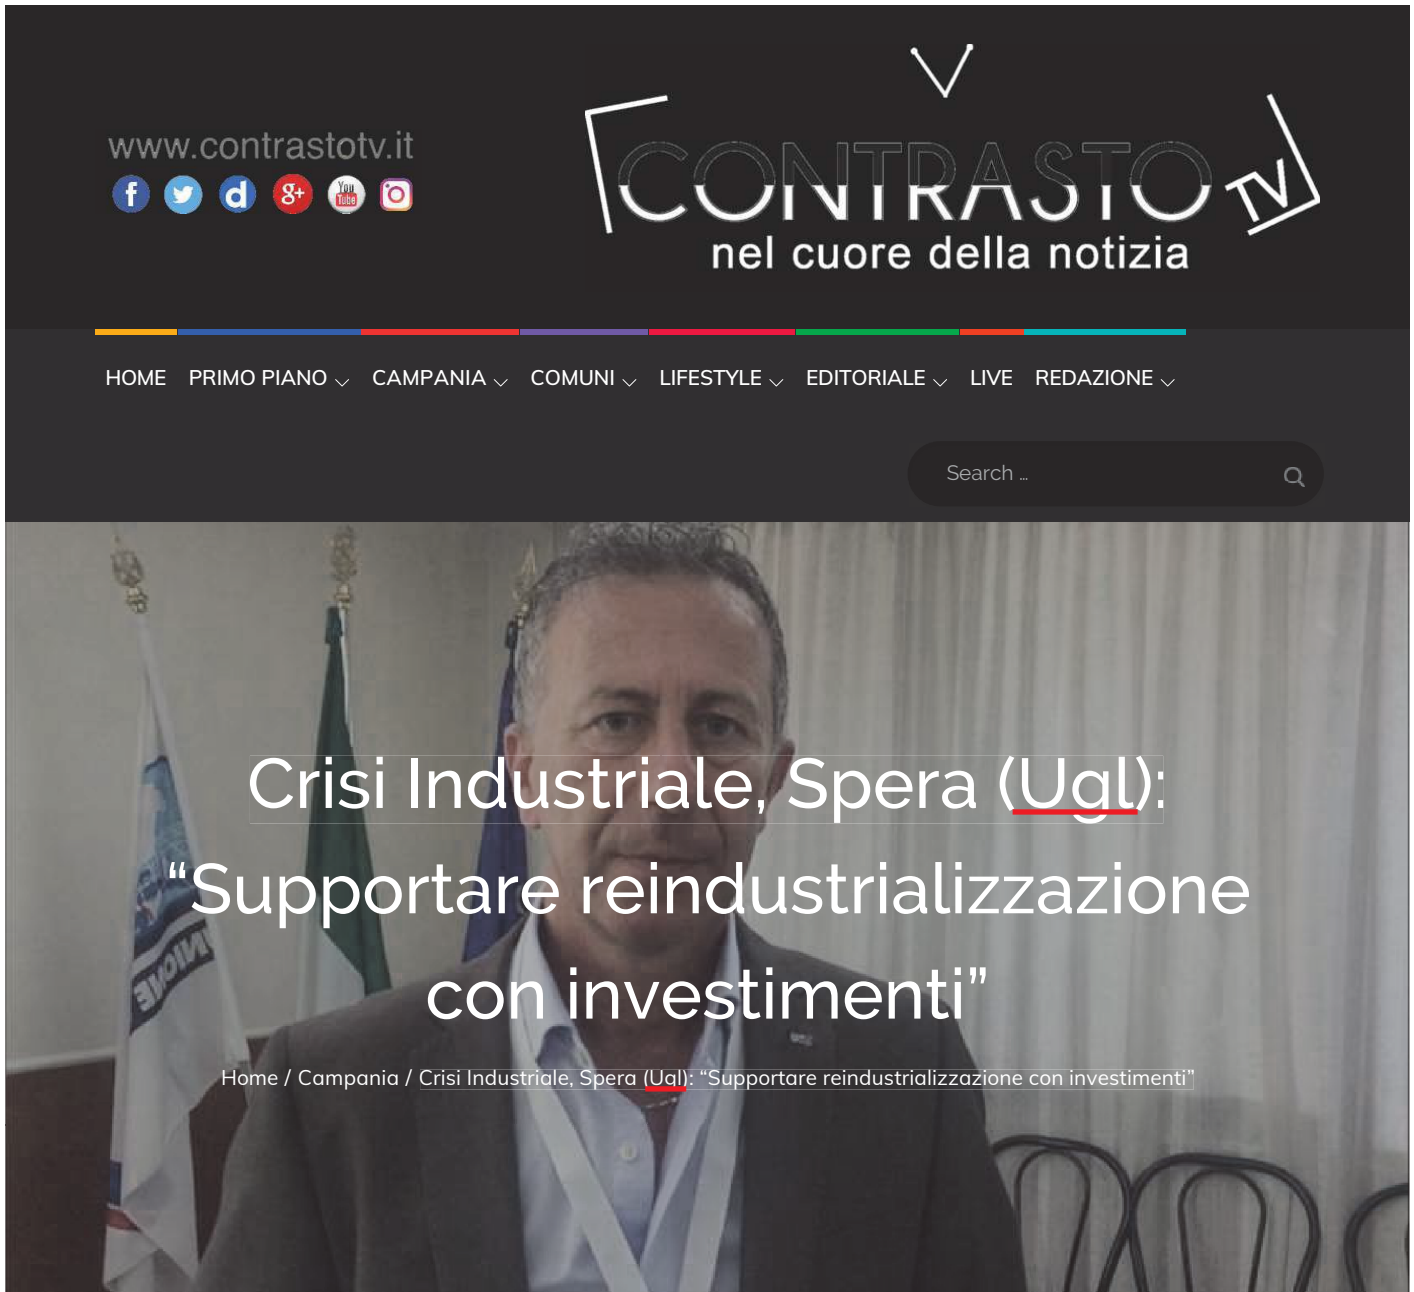 www.contrastotv.it
CONTRASTO TV
nel cuore della notizia
HOME PRIMO PIANO CAMPANIA COMUNI LIFESTYLE EDITORIALE LIVE REDAZIONE
Search ...
Crisi Industriale, Spera (Ugl):
“Supportare reindustrializzazione
con investimenti”
Home / Campania / Crisi Industriale, Spera (Ugl): “Supportare reindustrializzazione con investimenti”